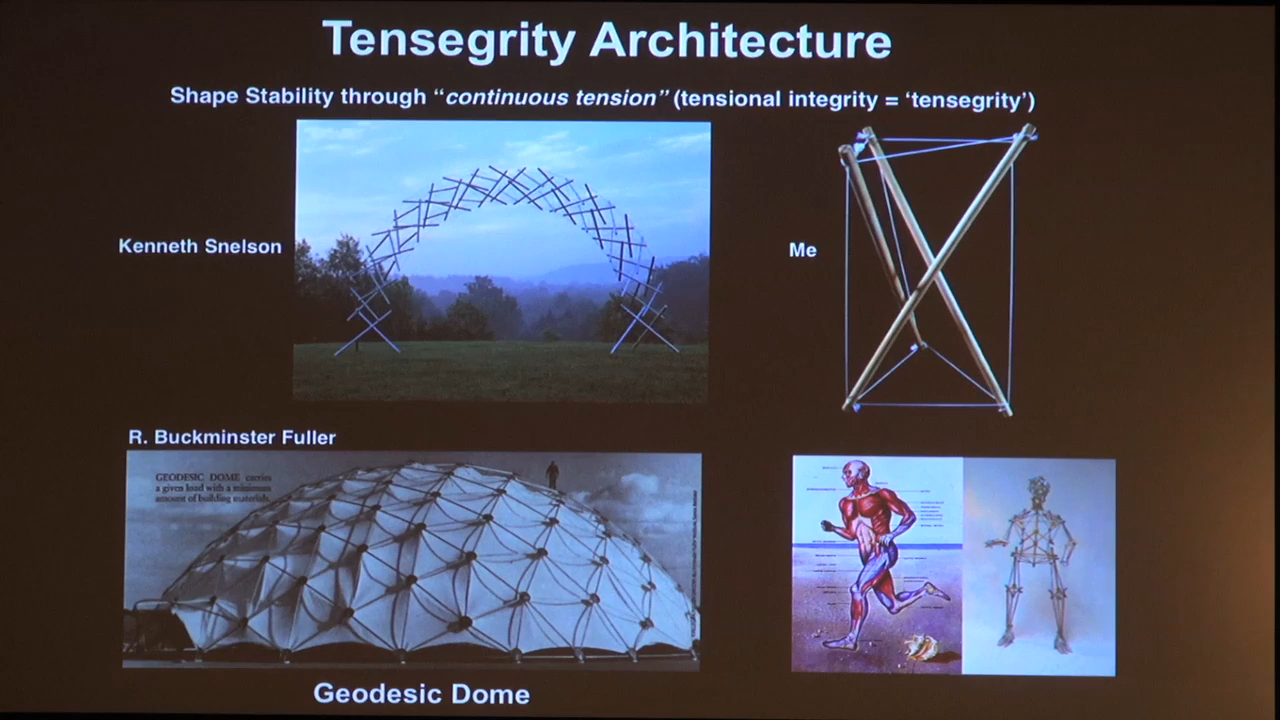 Tensegrity Architecture
Shape Stability through “continuous tension” (tensional integrity = ‘tensegrity’)
Kenneth Snelson
Me
R. Buckminster Fuller
GEODESIC DOME carries
a given load with a minimum
amount of building materials.
Geodesic Dome